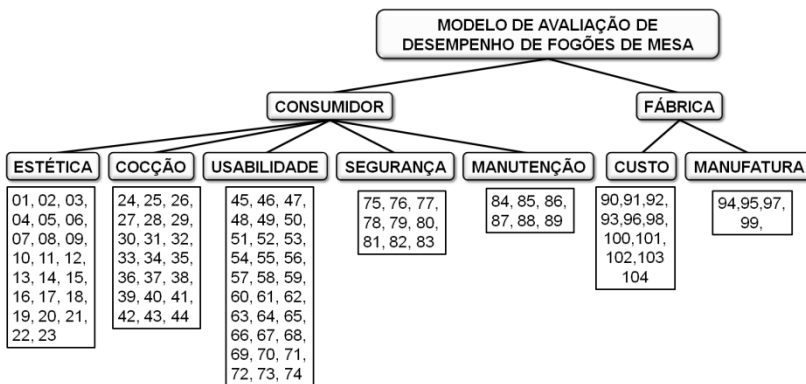 MODELO DE AVALIAÇÃO DE
DESEMPENHO DE FOGÕES DE MESA
CONSUMIDOR
FÁBRICA
ESTÉTICA
COCÇÃO
USABILIDADE
SEGURANÇA
MANUTENÇÃO
CUSTO
MANUFATURA
01, 02, 03,
04, 05, 06,
07, 08, 09,
10, 11, 12,
13, 14, 15,
16, 17, 18,
19, 20, 21,
22, 23
24, 25, 26,
27, 28, 29,
30, 31, 32,
33, 34, 35,
36, 37, 38,
39, 40, 41,
42, 43, 44
45, 46, 47,
48, 49, 50,
51, 52, 53,
54, 55, 56,
57, 58, 59,
60, 61, 62,
63, 64, 65,
66, 67, 68,
69, 70, 71,
72, 73, 74
75, 76, 77,
78, 79, 80,
81, 82, 83
84, 85, 86,
87, 88, 89
90,91,92,
93,96,98,
100,101,
102,103
104
94,95,97,
99,